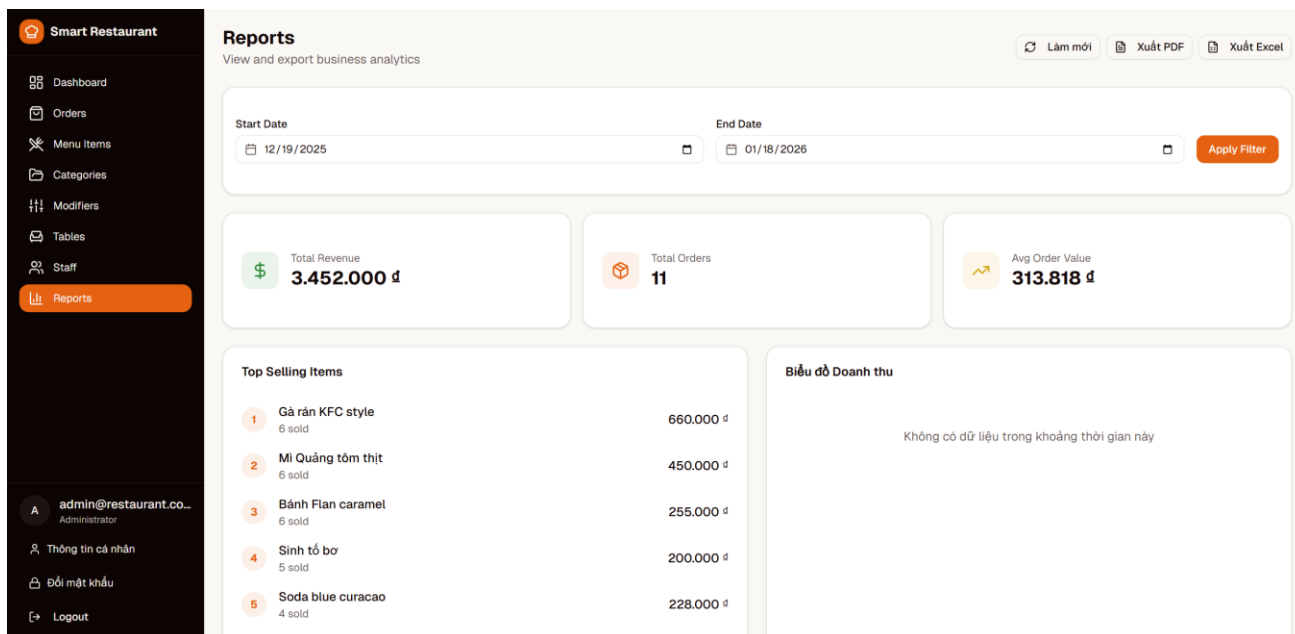 Smart Restaurant
Dashboard
Orders
Menu Items
Categories
Modifiers
Tables
Staff
Reports
A
admin@restaurant.co...
Administrator
Thông tin cá nhân
Đổi mật khẩu
Logout
Reports
View and export business analytics
Làm mới
Xuất PDF
Xuất Excel
Start Date
12/19/2025
End Date
01/18/2026
Apply Filter
Total Revenue
3.452.000 ₫
Total Orders
11
Avg Order Value
313.818 ₫
Top Selling Items
1 Gà rán KFC style 660.000 ₫
6 sold
2 Mì Quảng tôm thịt 450.000 ₫
6 sold
3 Bánh Flan caramel 255.000 ₫
6 sold
4 Sinh tố bơ 200.000 ₫
5 sold
5 Soda blue curacao 228.000 ₫
4 sold
Biểu đồ Doanh thu
Không có dữ liệu trong khoảng thời gian này